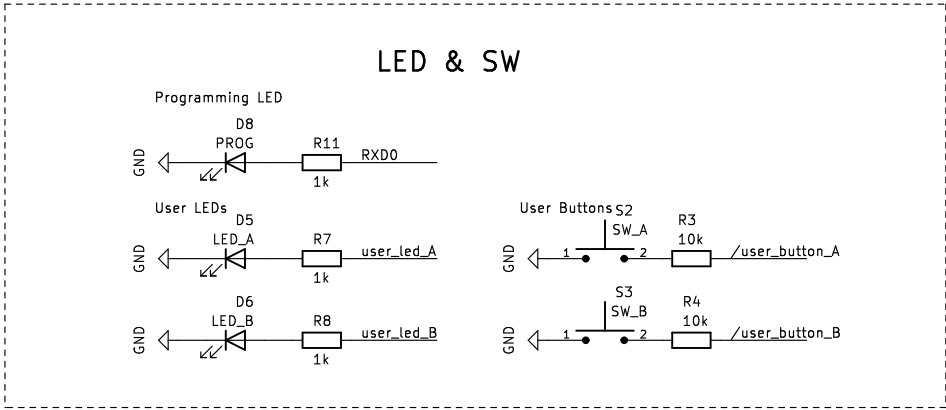 LED & SW
Programming LED
D8
PROG
R11
RXD0
GND
1k
User LEDs
D5
LED_A
R7
user_led_A
GND
1k
D6
LED_B
R8
user_led_B
GND
1k
User Buttons
S2
SW_A
R3
10k
/user_button_A
GND
1
2
S3
SW_B
R4
10k
/user_button_B
GND
1
2